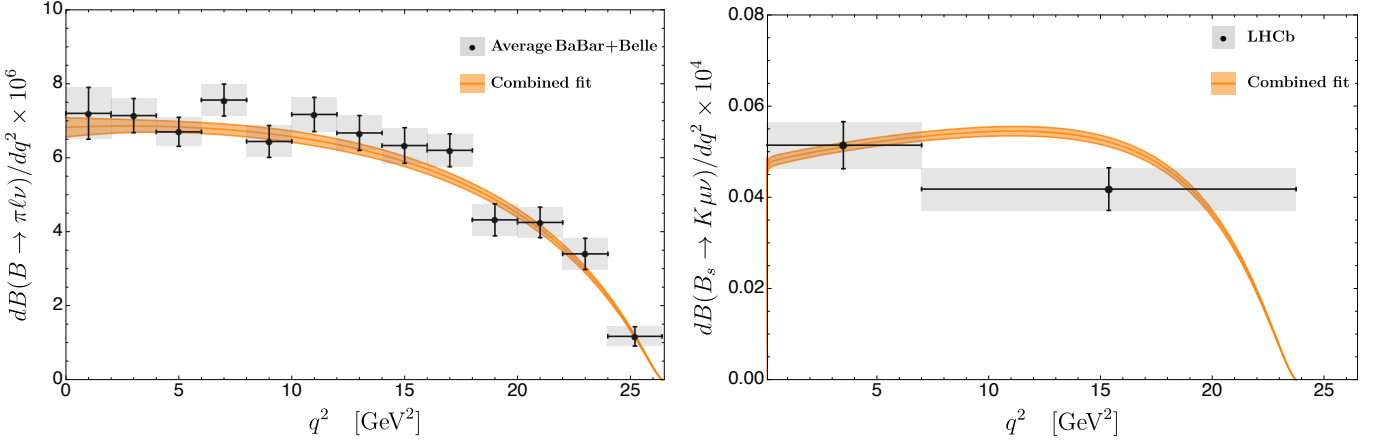 dB(B → πℓν)/dq² × 10⁶
8
6
4
2
0
10
0
5
10
15
20
25
q² [GeV²]
Average BaBar+Belle
Combined fit
dB(Bₛ → Kμν)/dq² × 10⁴
0.08
0.06
0.04
0.02
0.00
5
10
15
20
25
q² [GeV²]
LHCb
Combined fit